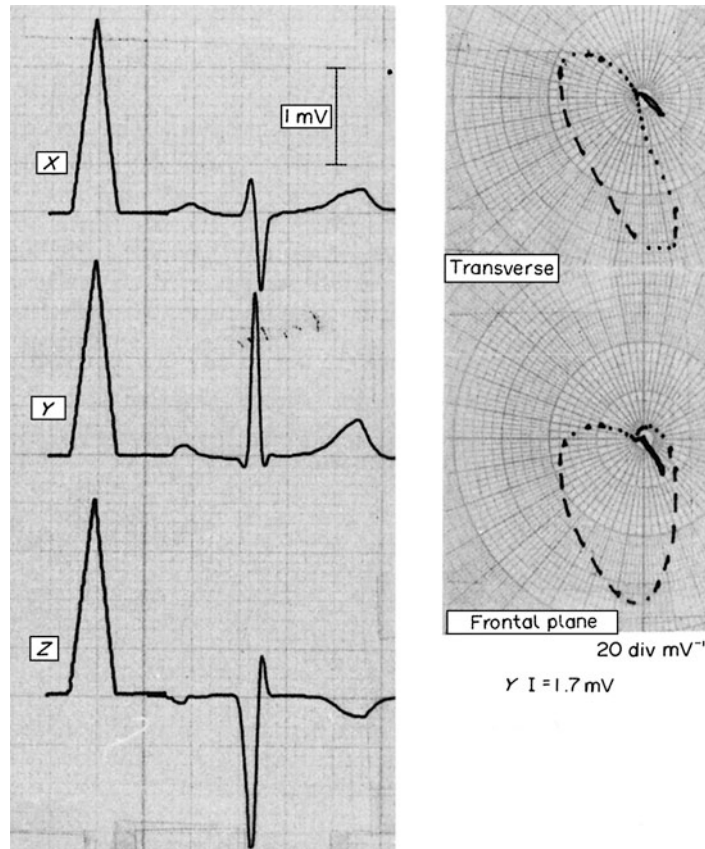 1 mV
X
Y
Z
Transverse
Frontal plane
20 div mV⁻¹
Y I = 1.7 mV